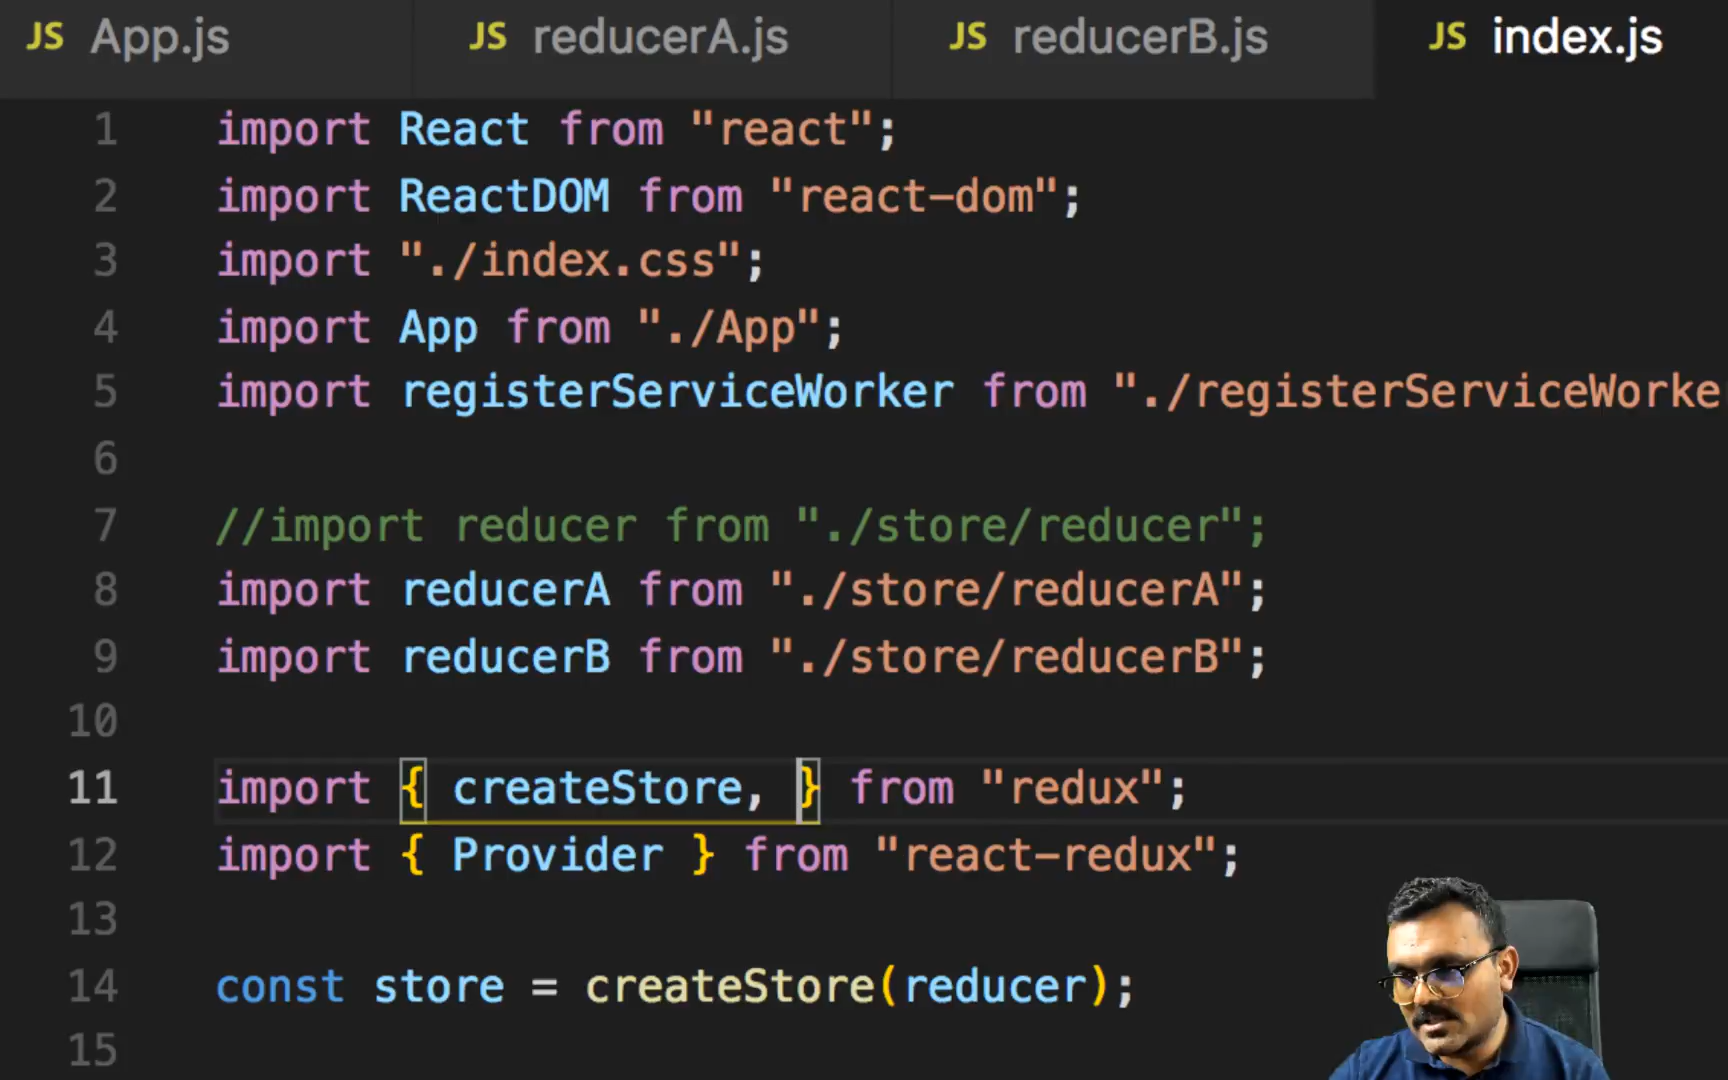 JS App.js JS reducerA.js JS reducerB.js JS index.js
1 import React from "react";
2 import ReactDOM from "react-dom";
3 import "./index.css";
4 import App from "./App";
5 import registerServiceWorker from "./registerServiceWorke
6
7 //import reducer from "./store/reducer";
8 import reducerA from "./store/reducerA";
9 import reducerB from "./store/reducerB";
10
11 import { createStore, } from "redux";
12 import { Provider } from "react-redux";
13
14 const store = createStore(reducer);
15